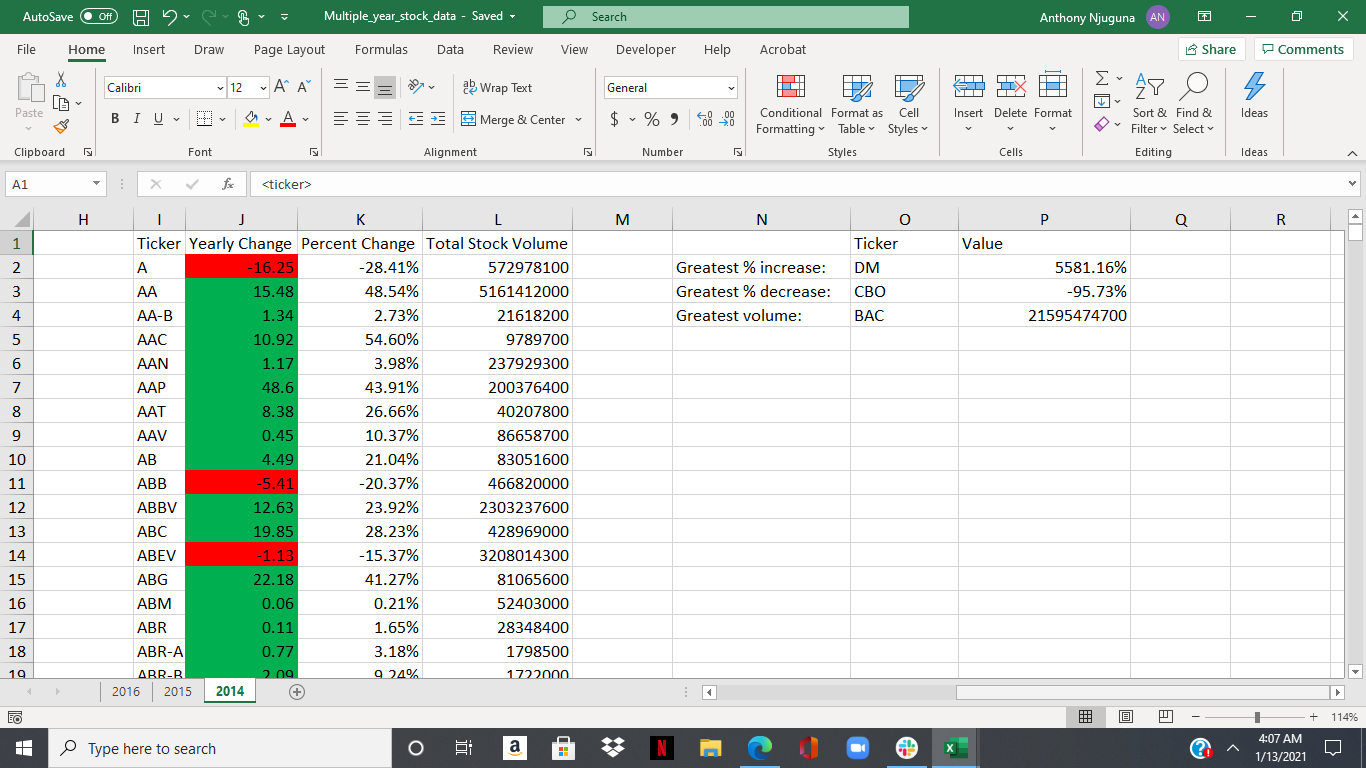 AutoSave Off Multiple_year_stock_data - Saved Search Anthony Njuguna AN
File Home Insert Draw Page Layout Formulas Data Review View Developer Help Acrobat Share Comments
Calibri 12 A A Wrap Text General
Paste B I U A Merge & Center $ % Conditional Formatting Format as Table Cell Styles Insert Delete Format Sort & Filter Find & Select Ideas
Clipboard Font Alignment Number Styles Cells Editing Ideas
A1 fx <ticker>
H I J K L M N O P Q R
1 Ticker Yearly Change Percent Change Total Stock Volume Ticker Value
2 A -16.25 -28.41% 572978100 Greatest % increase: DM 5581.16%
3 AA 15.48 48.54% 5161412000 Greatest % decrease: CBO -95.73%
4 AA-B 1.34 2.73% 21618200 Greatest volume: BAC 21595474700
5 AAC 10.92 54.60% 9789700
6 AAN 1.17 3.98% 237929300
7 AAP 48.6 43.91% 200376400
8 AAT 8.38 26.66% 40207800
9 AAV 0.45 10.37% 86658700
10 AB 4.49 21.04% 83051600
11 ABB -5.41 -20.37% 466820000
12 ABBV 12.63 23.92% 2303237600
13 ABC 19.85 28.23% 428969000
14 ABEV -1.13 -15.37% 3208014300
15 ABG 22.18 41.27% 81065600
16 ABM 0.06 0.21% 52403000
17 ABR 0.11 1.65% 28348400
18 ABR-A 0.77 3.18% 1798500
19 ABR-B 2.09 9.24% 1722000
2016 2015 2014
114%
Type here to search 4:07 AM
1/13/2021